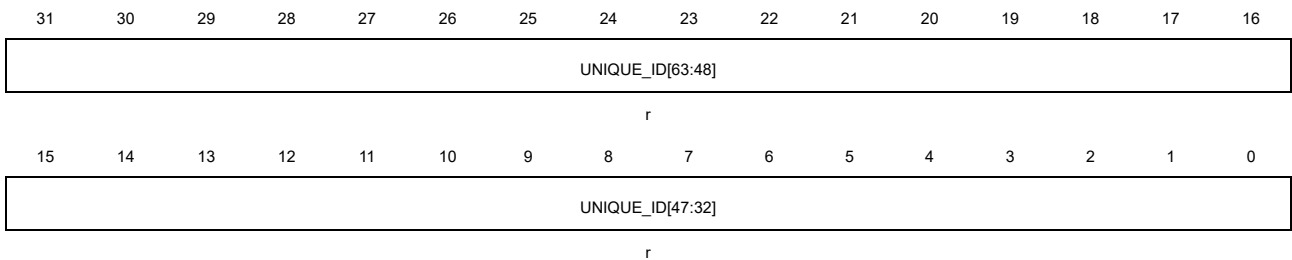 31 30 29 28 27 26 25 24 23 22 21 20 19 18 17 16
UNIQUE_ID[63:48]
r
15 14 13 12 11 10 9 8 7 6 5 4 3 2 1 0
UNIQUE_ID[47:32]
r